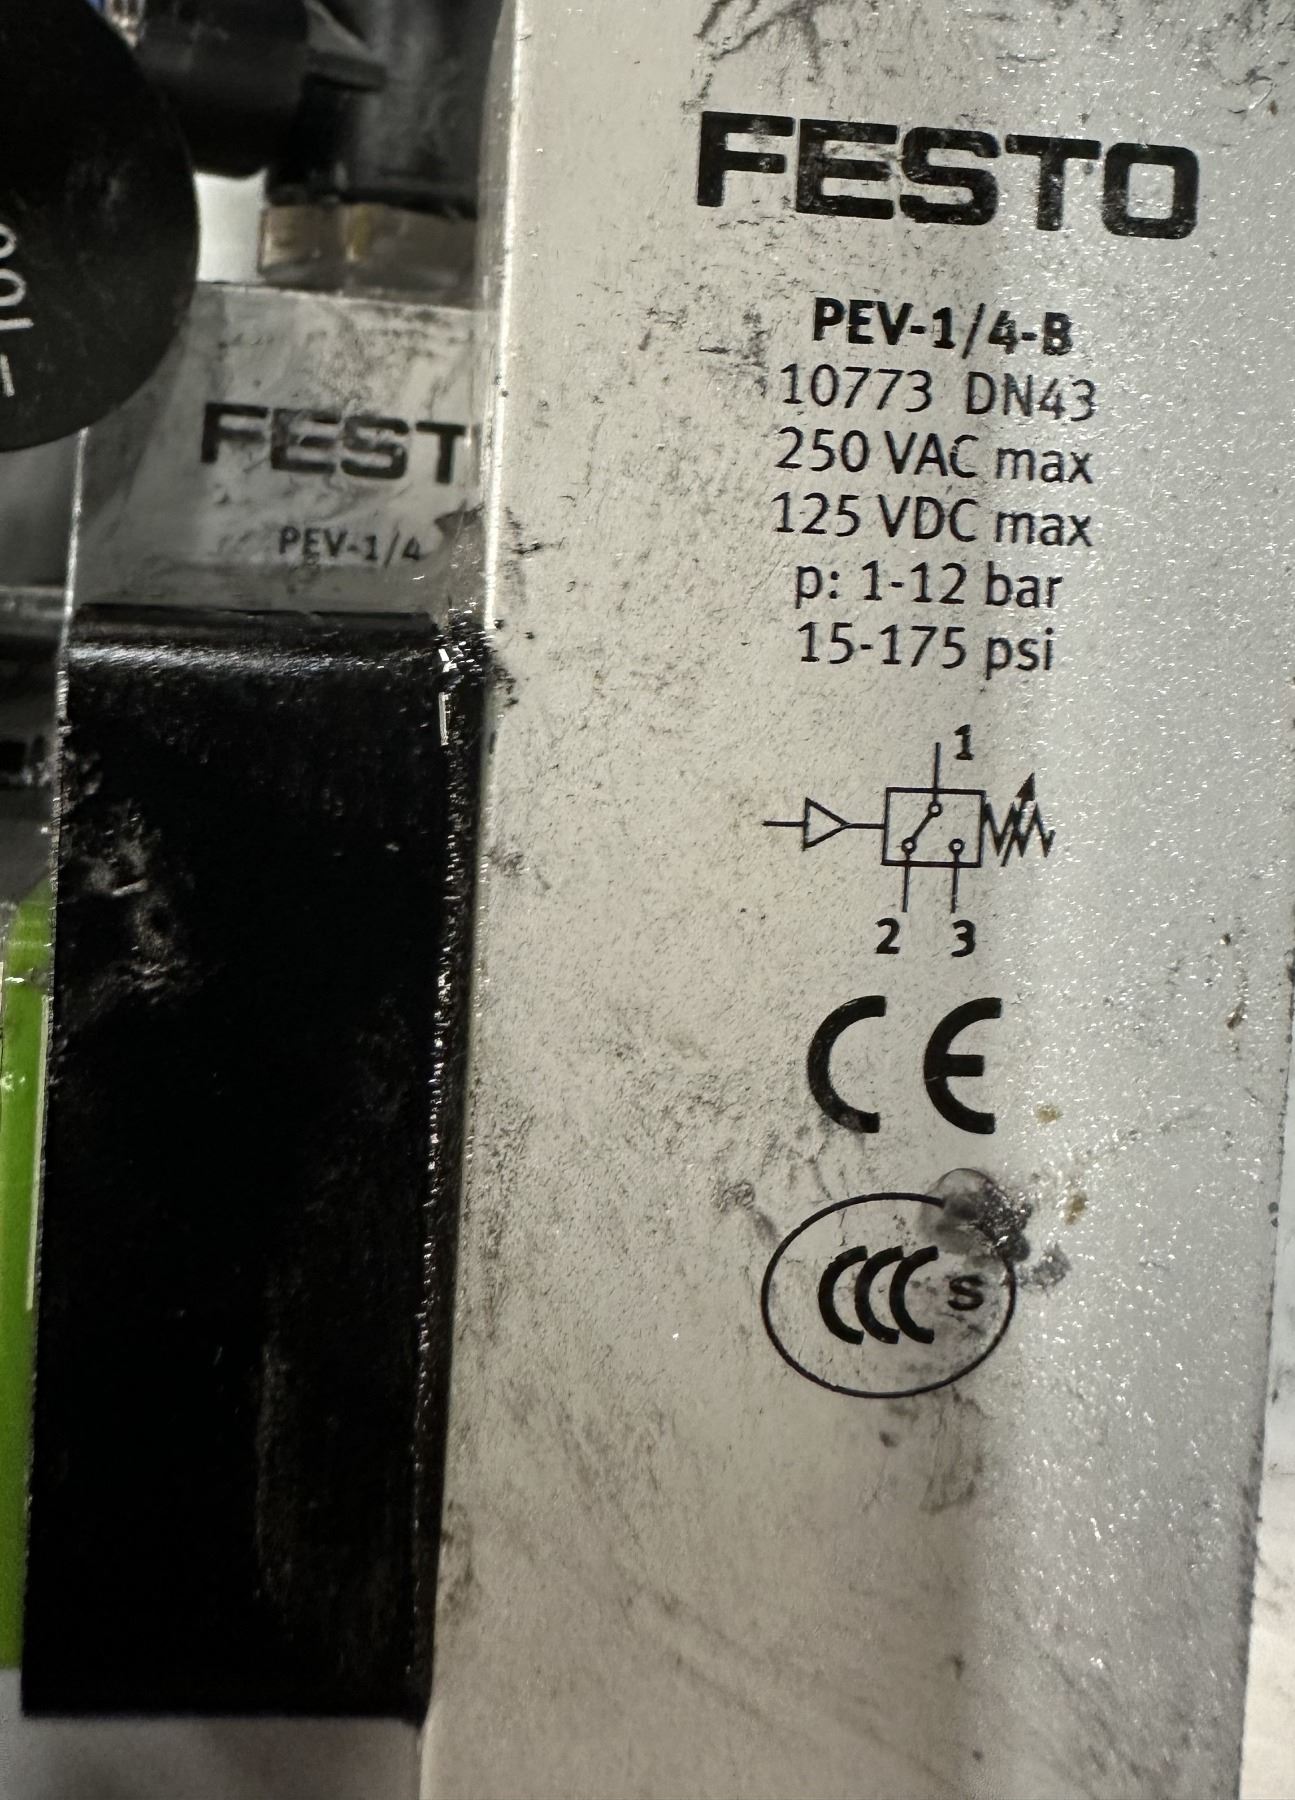 FESTO
PEV-1/4-B
10773 DN43
250 VAC max
125 VDC max
p: 1-12 bar
15-175 psi
1
2 3
CE
CCC S
FEST
PEV-1/4